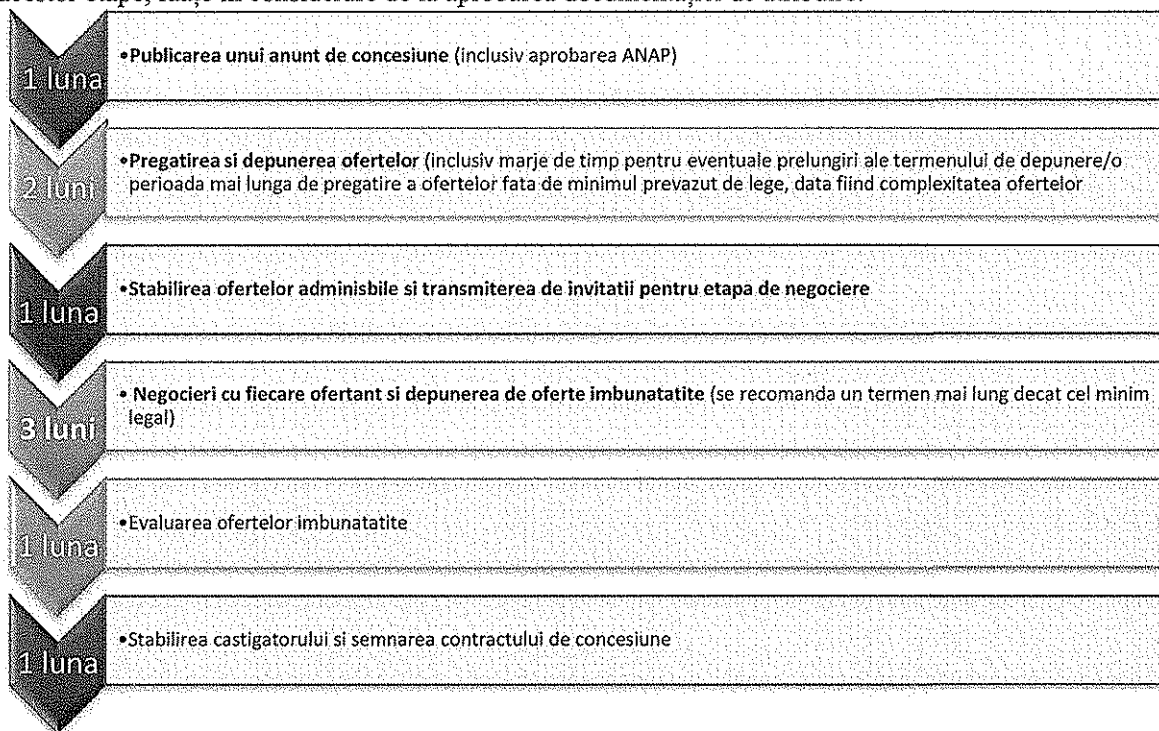 1 luna
•Publicarea unui anunt de concesiune (inclusiv aprobarea ANAP)
2 luni
•Pregatirea si depunerea ofertelor (inclusiv marje de timp pentru eventuale prelungiri ale termenului de depunere/o
perioada mai lunga de pregatire a ofertelor fata de minimul prevazut de lege, data fiind complexitatea ofertelor
1 luna
•Stabilirea ofertelor adminisbile si transmiterea de invitatii pentru etapa de negociere
3 luni
• Negocieri cu fiecare ofertant si depunerea de oferte imbunatatite (se recomanda un termen mai lung decat cel minim
legal)
1 luna
•Evaluarea ofertelor imbunatatite
1 luna
•Stabilirea castigatorului si semnarea contractului de concesiune